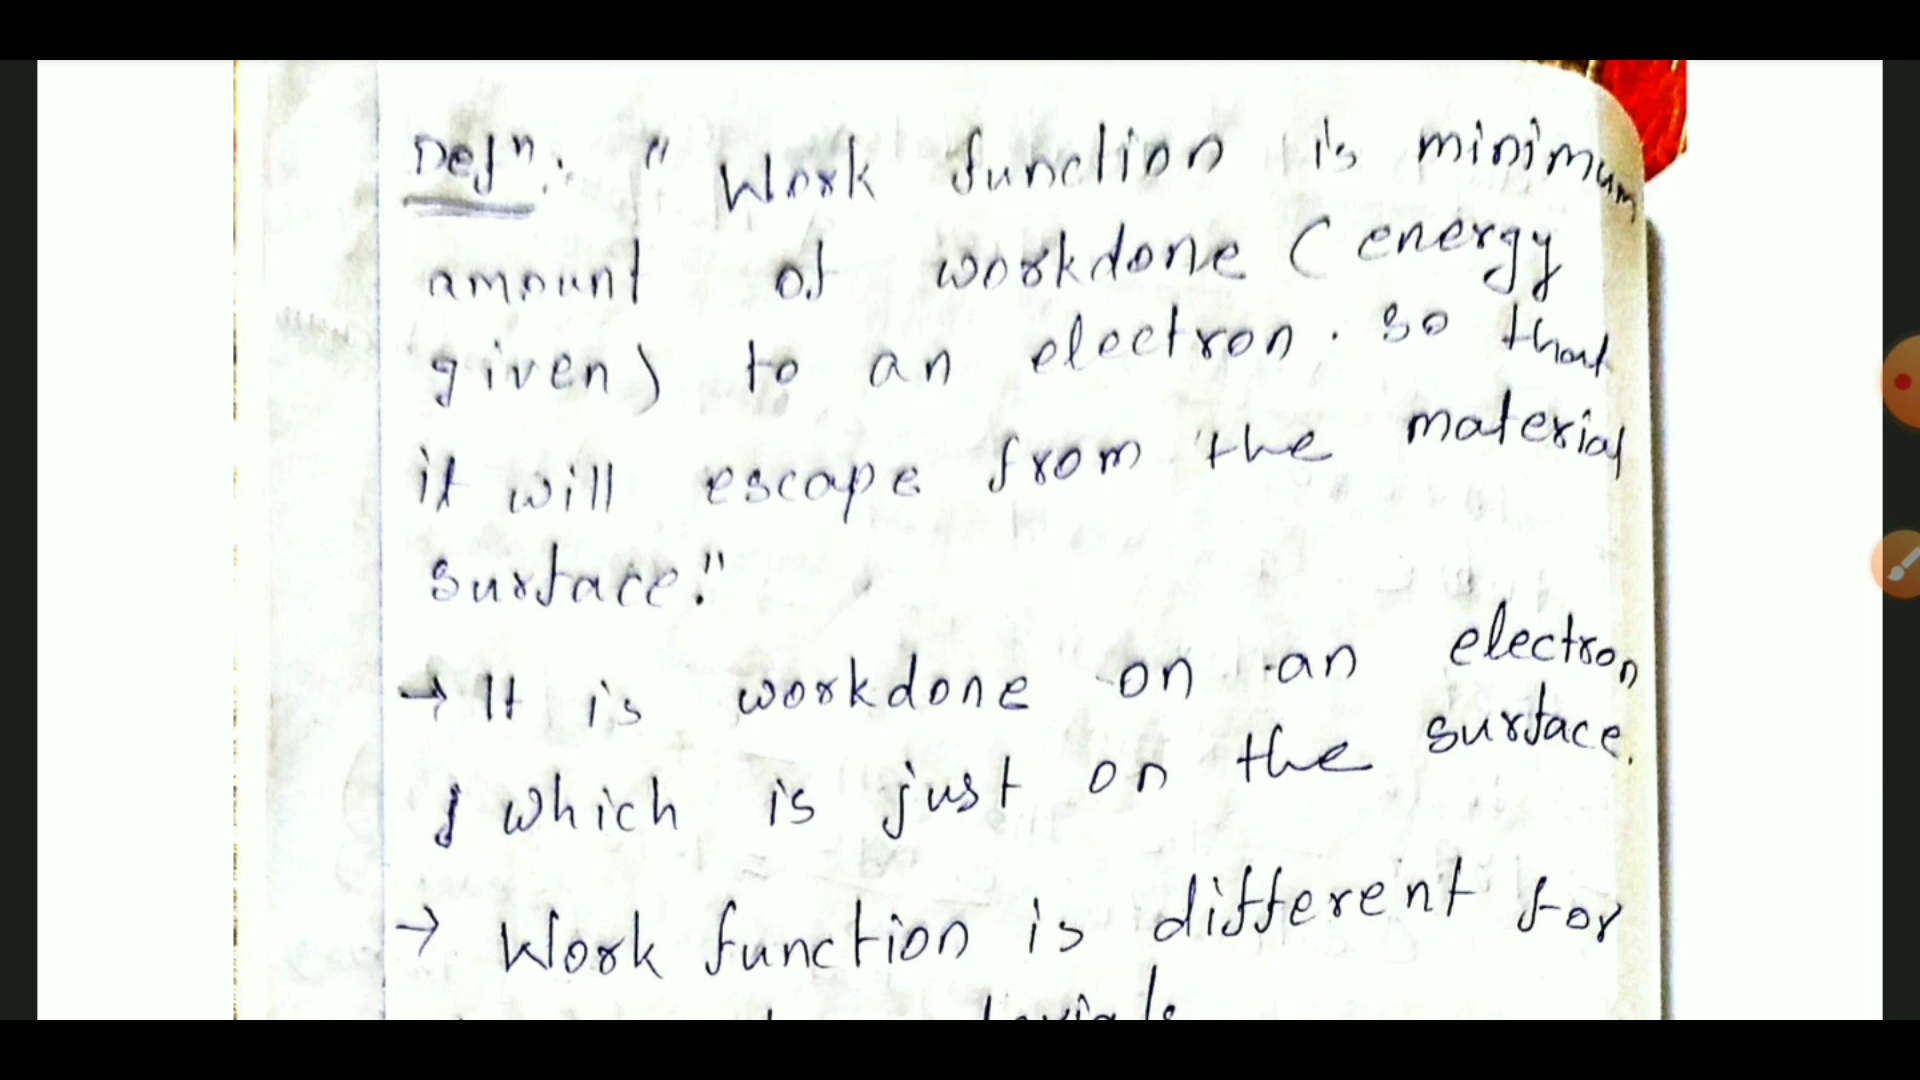 Defn: " Work function is minimum
amount of workdone ( energy
given) to an electron. so that
it will escape from the material
surface."
→ It is workdone on an electron
which is just on the surface.
→ Work function is different for